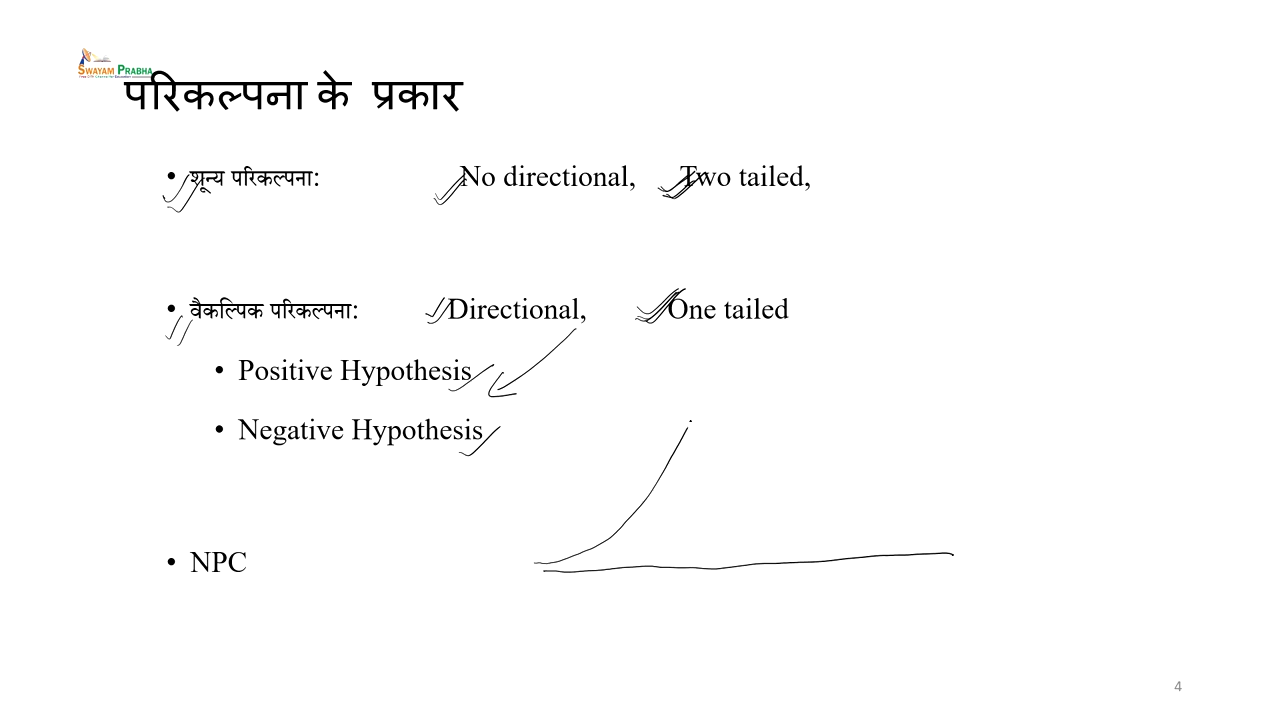 SWAYAM PRABHA
परिकल्पना के प्रकार
• शून्य परिकल्पना: No directional, Two tailed,
• वैकल्पिक परिकल्पना: Directional, One tailed
• Positive Hypothesis
• Negative Hypothesis
• NPC
4